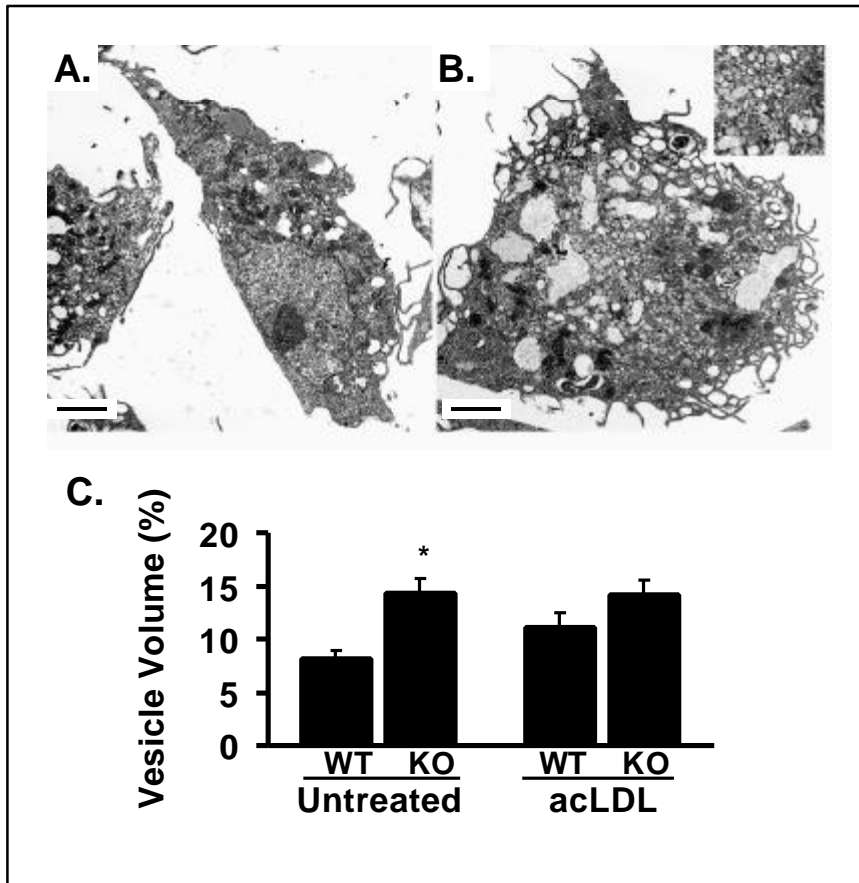 A. B.
C.
Vesicle Volume (%)
20
*
15
10
5
0
WT KO WT KO
Untreated acLDL